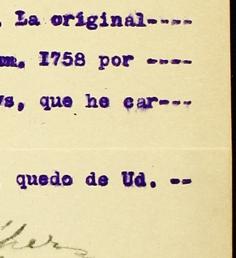 . La original----
m. 1758 por ----
s, que he car---
quedo de Ud. --